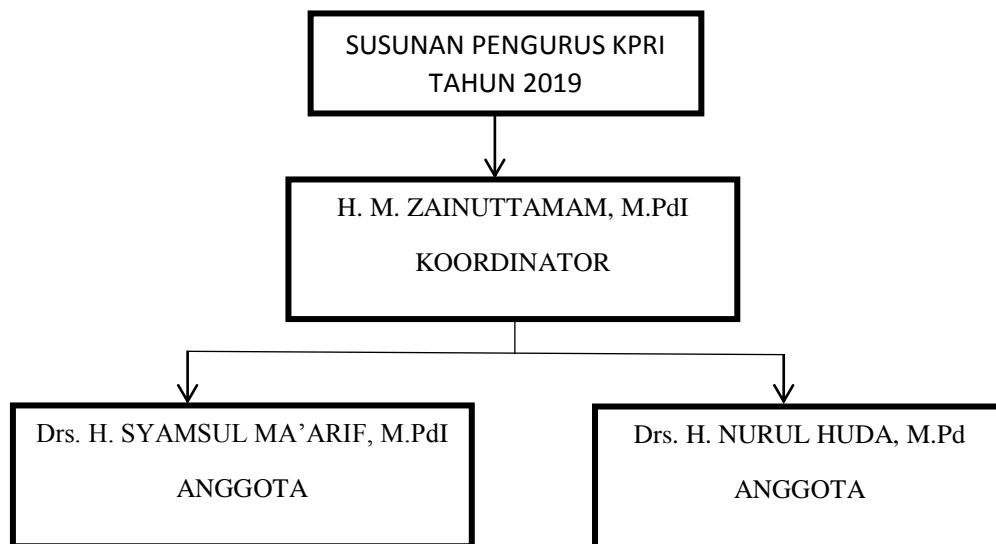 SUSUNAN PENGURUS KPRI
TAHUN 2019
H. M. ZAINUTTAMAM, M.PdI
KOORDINATOR
Drs. H. SYAMSUL MA’ARIF, M.PdI
ANGGOTA
Drs. H. NURUL HUDA, M.Pd
ANGGOTA